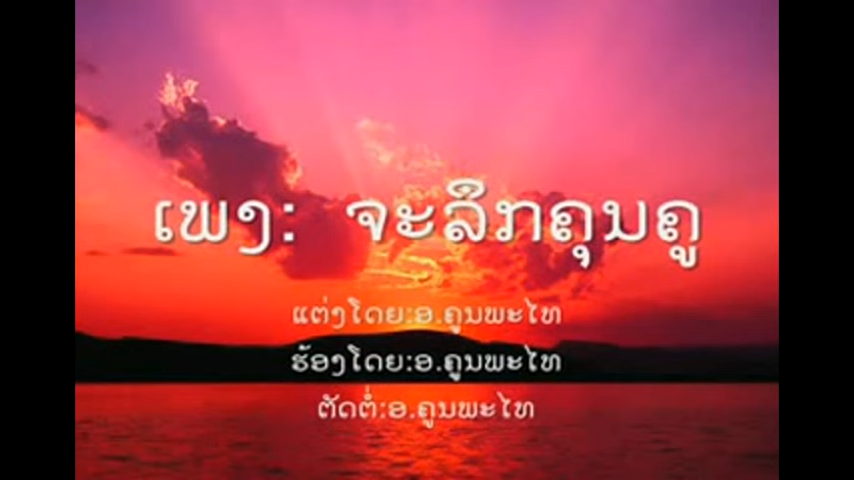 ເພງ: ຈະລຶກຄຸນຄູ
ແຕ່ງໂດຍ:ອ.ຄູນພະໄທ
ຮ້ອງໂດຍ:ອ.ຄູນພະໄທ
ຕັດຕໍ່:ອ.ຄູນພະໄທ